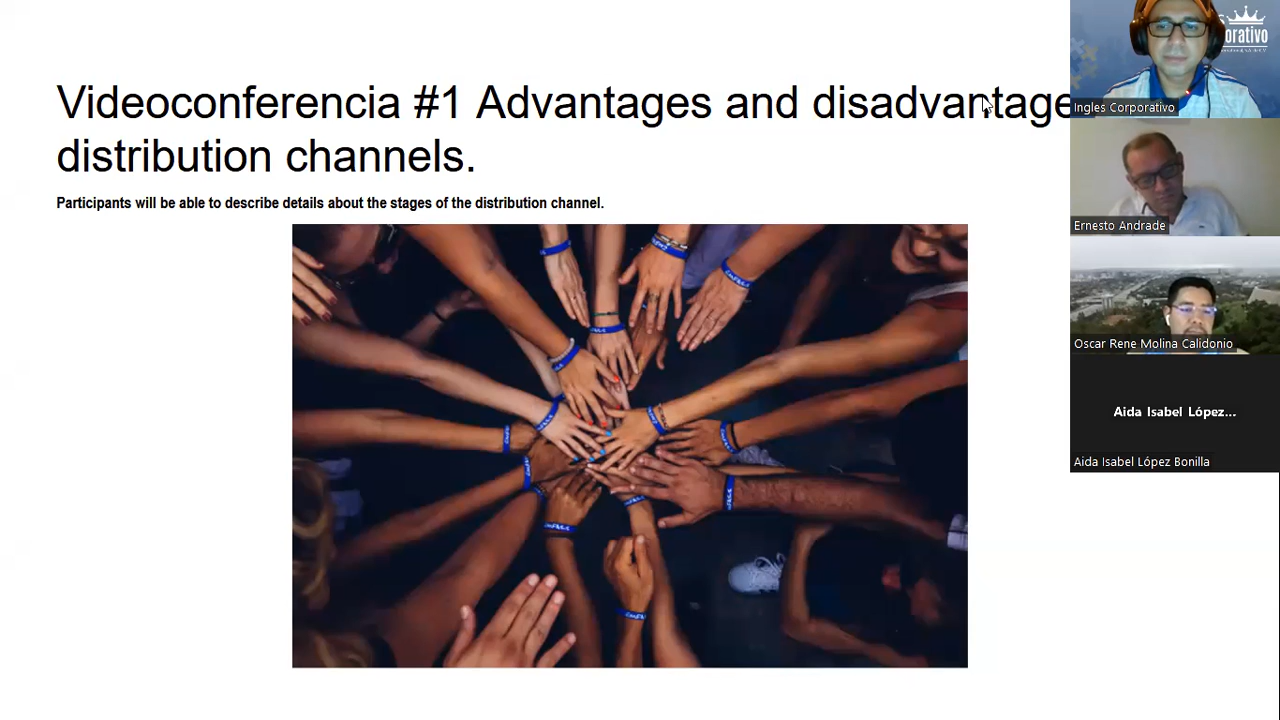 Videoconferencia #1 Advantages and disadvantage
distribution channels.
Participants will be able to describe details about the stages of the distribution channel.
orativo
Ingles Corporativo
Ernesto Andrade
Oscar Rene Molina Calidonio
Aida Isabel López...
Aida Isabel López Bonilla